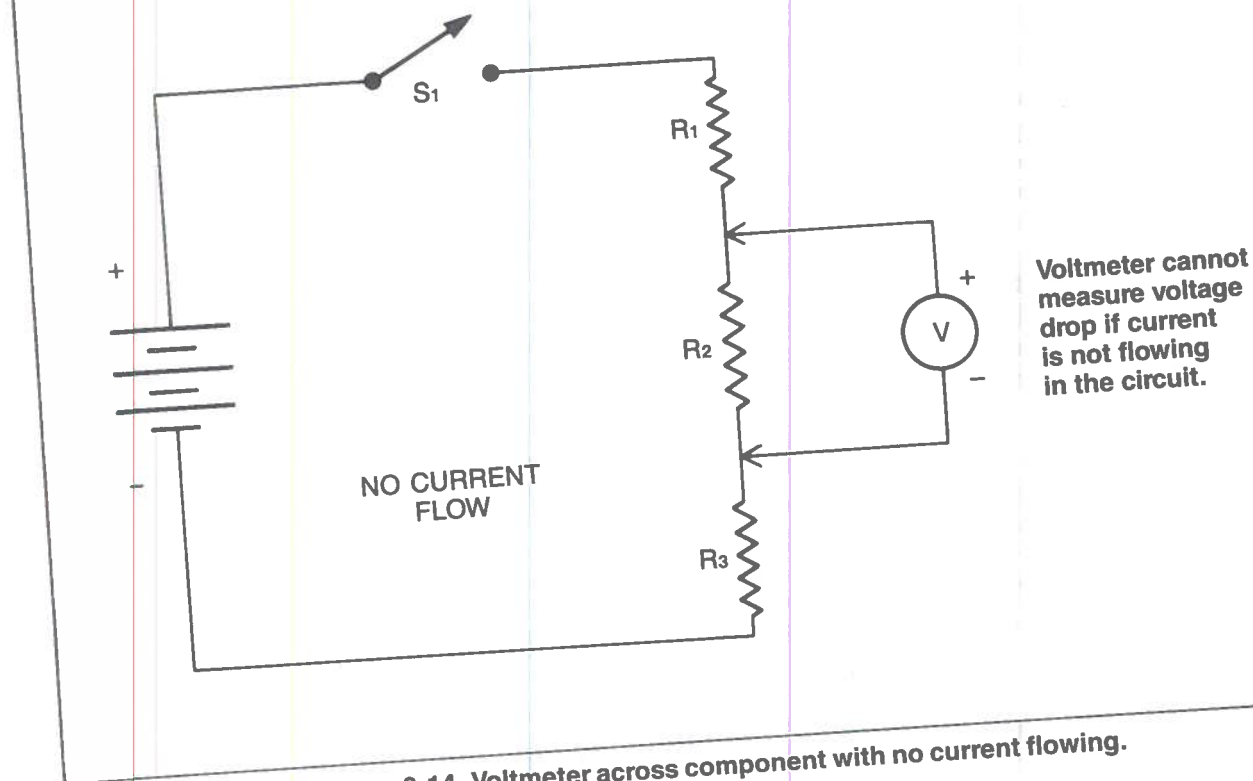 S1
R1
+
+
Voltmeter cannot
measure voltage
drop if current
is not flowing
in the circuit.
V
R2
−
NO CURRENT
FLOW
−
R3
Voltmeter across component with no current flowing.